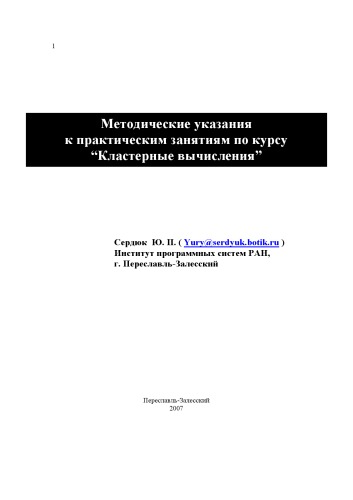 1
Методические указания
к практическим занятиям по курсу
“Кластерные вычисления”
Сердюк Ю. П. ( Yury@serdyuk.botik.ru )
Институт программных систем РАН,
г. Переславль-Залесский
Переславль-Залесский
2007